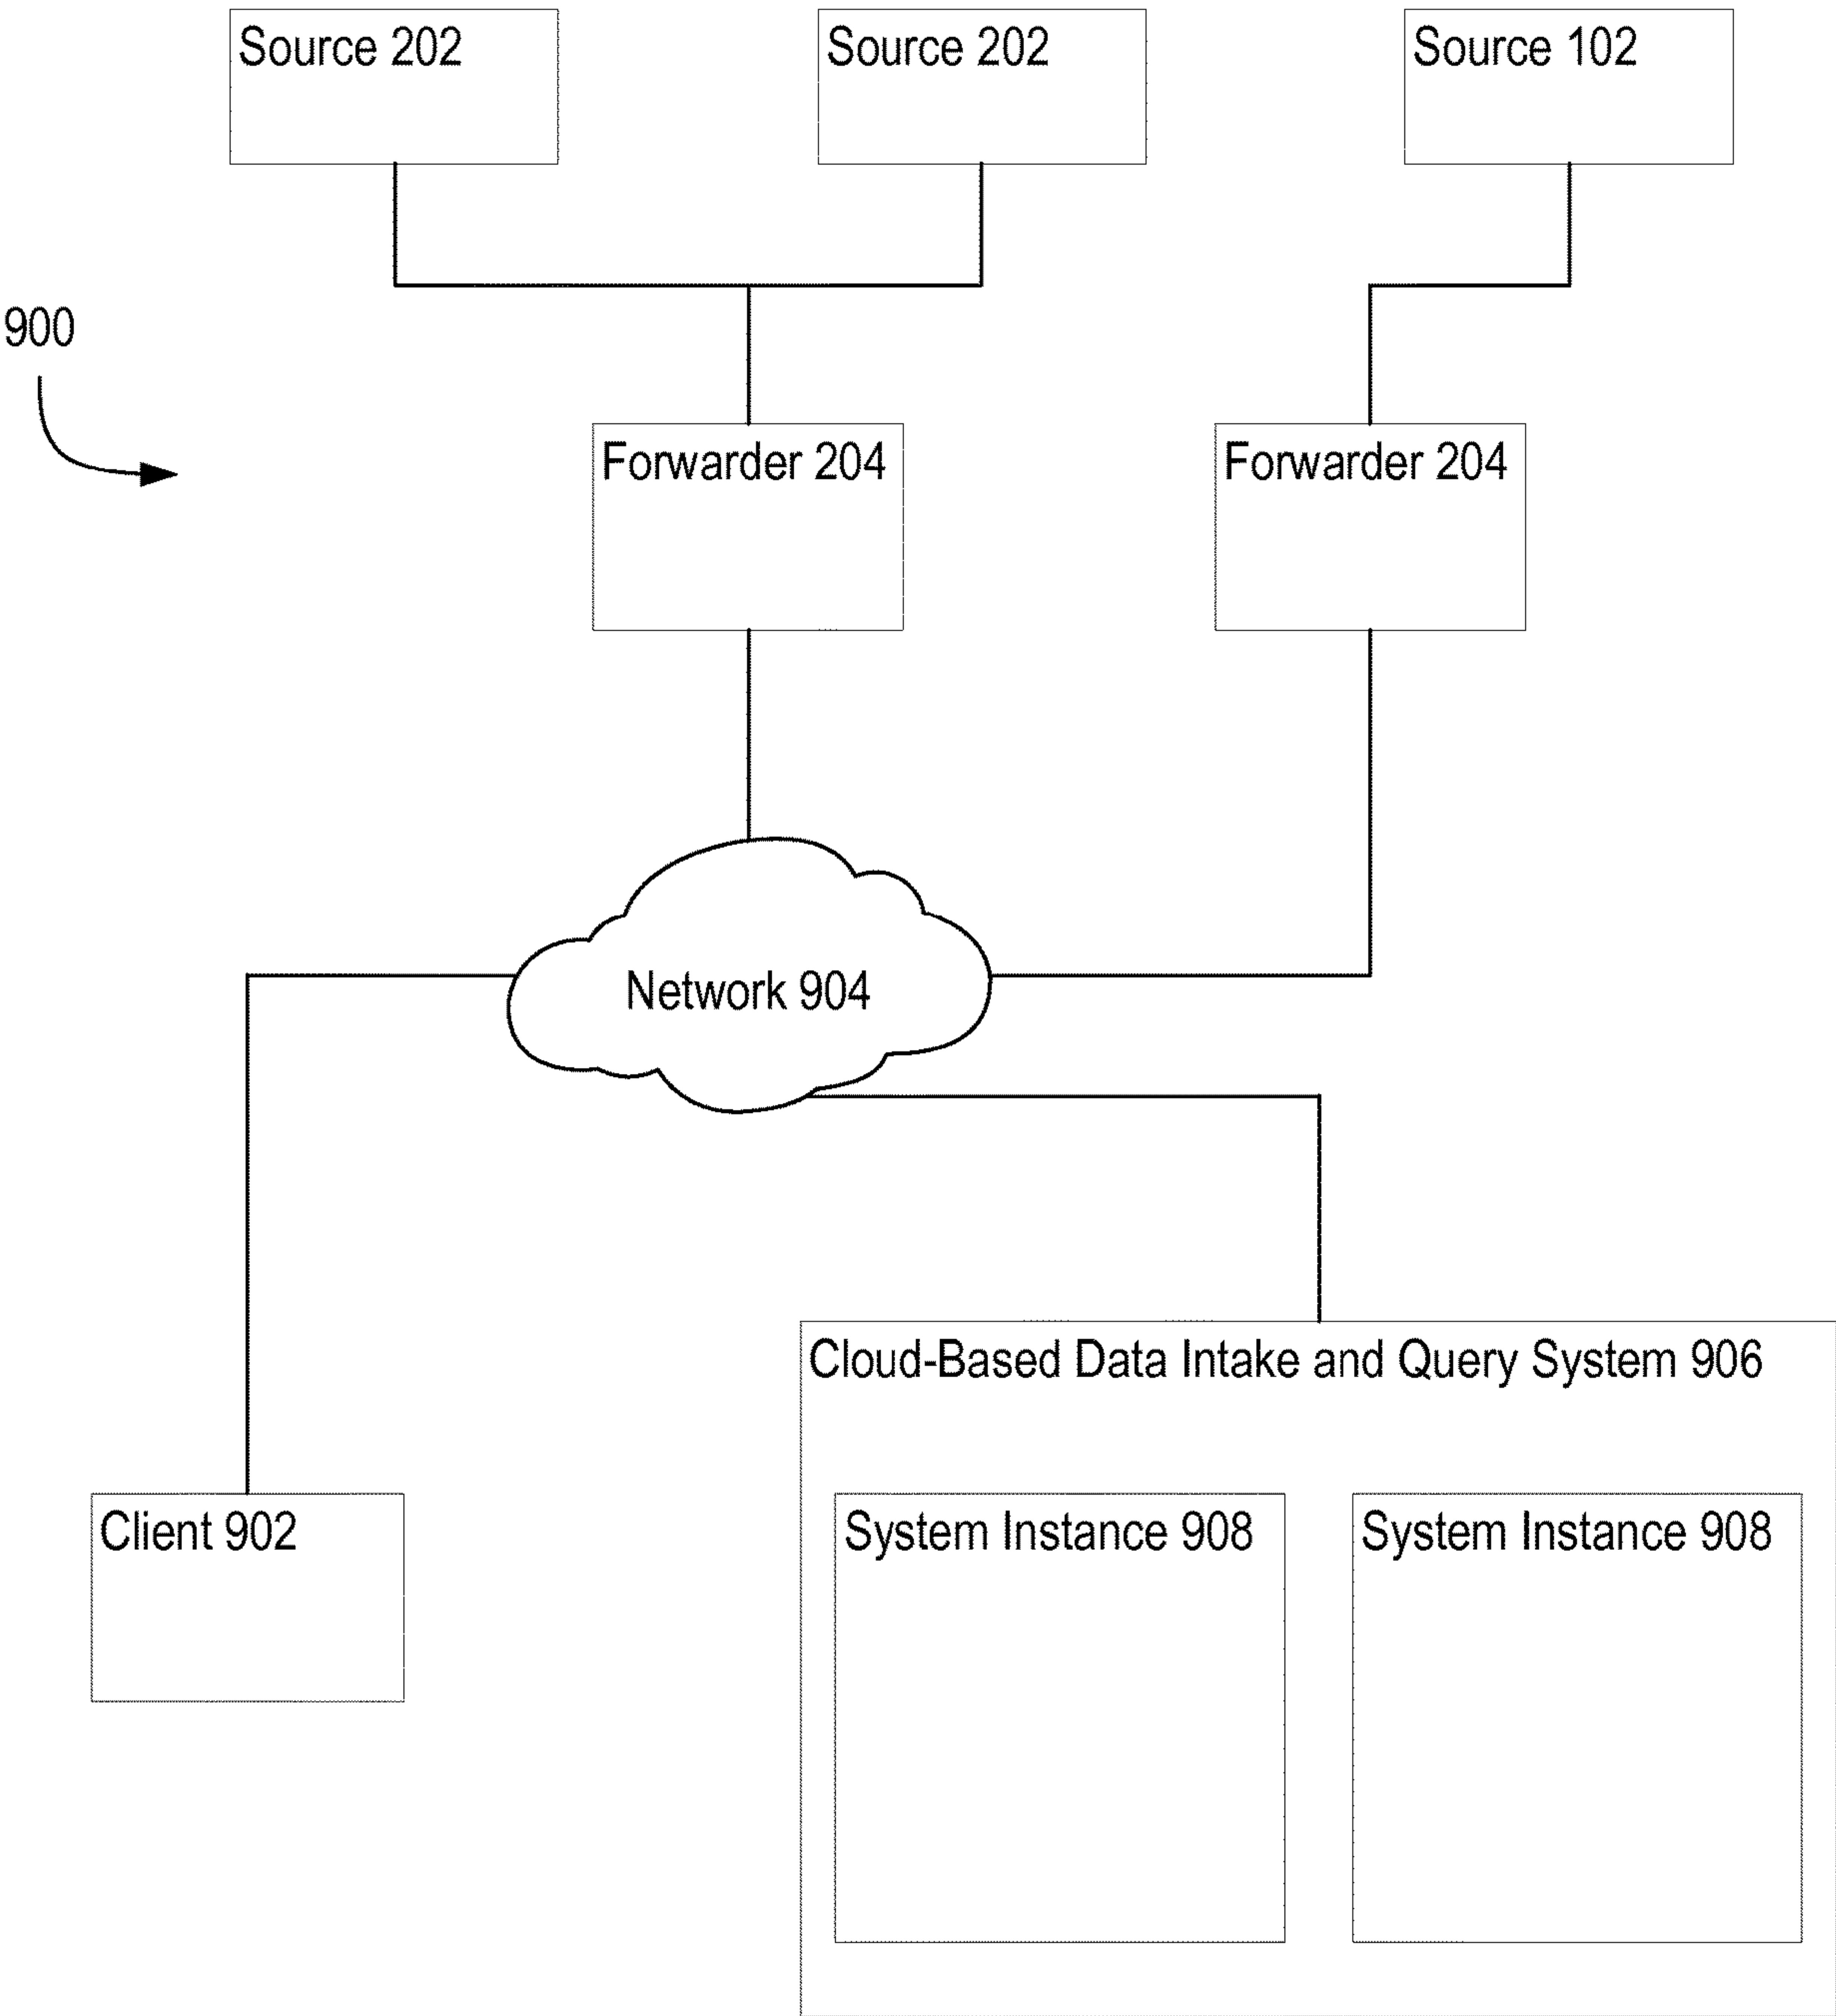 Source 202
Source 202
Source 102
900
Forwarder 204
Forwarder 204
Network 904
Cloud-Based Data Intake and Query System 906
Client 902
System Instance 908
System Instance 908